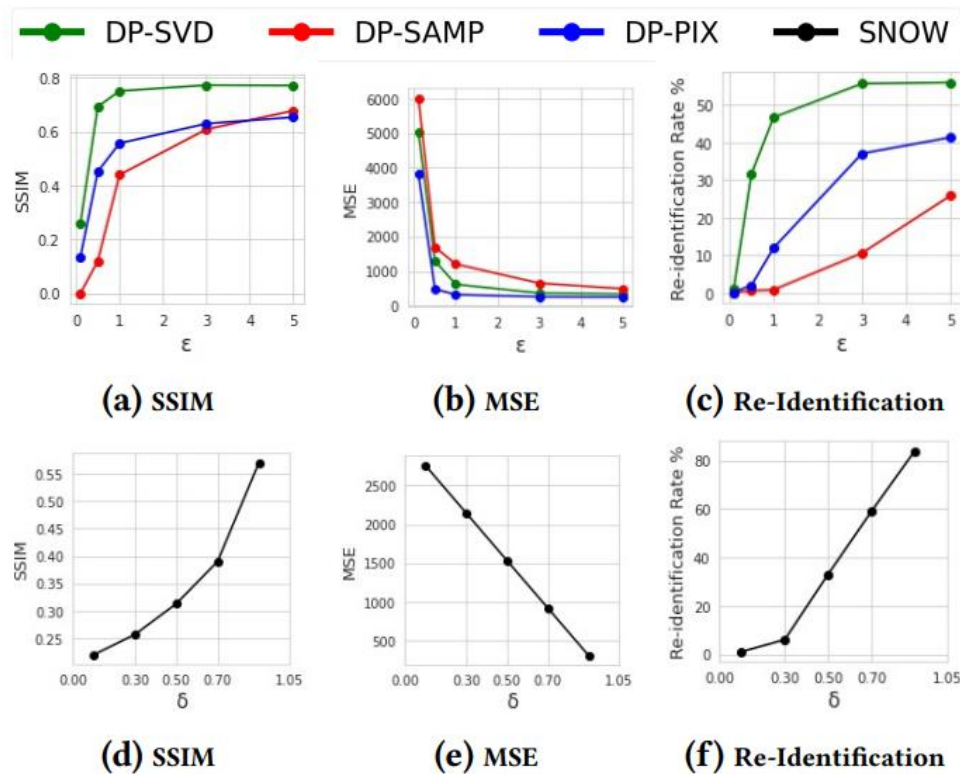 DP-SVD DP-SAMP DP-PIX SNOW
0.8
0.6
0.4
0.2
0.0
SSIM
0 1 2 3 4 5
ε
6000
5000
4000
3000
2000
1000
0
MSE
0 1 2 3 4 5
ε
50
40
30
20
10
0
Re-identification Rate %
0 1 2 3 4 5
ε
(a) SSIM (b) MSE (c) Re-Identification
0.55
0.50
0.45
0.40
0.35
0.30
0.25
SSIM
0.00 0.30 0.50 0.70 1.05
δ
2500
2000
1500
1000
500
MSE
0.00 0.30 0.50 0.70 1.05
δ
80
60
40
20
0
Re-identification Rate %
0.00 0.30 0.50 0.70 1.05
δ
(d) SSIM (e) MSE (f) Re-Identification